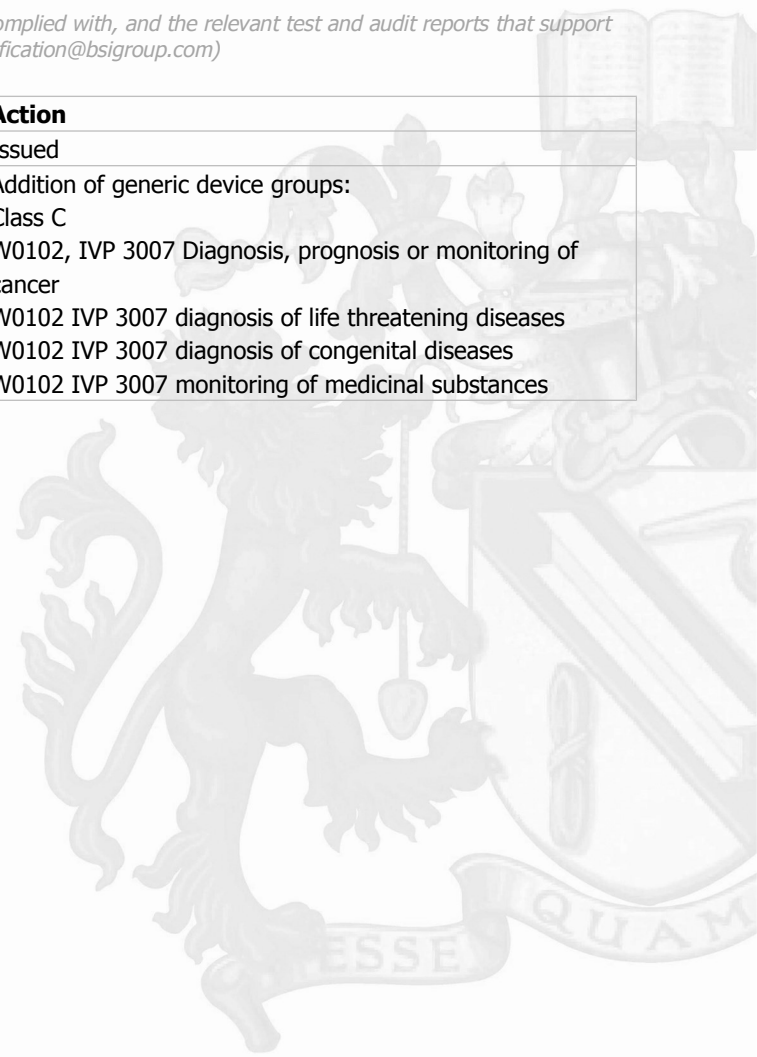 omplied with, and the relevant test and audit reports that support
fication@bsigroup.com)
Action
Issued
Addition of generic device groups:
Class C
W0102, IVP 3007 Diagnosis, prognosis or monitoring of
cancer
W0102 IVP 3007 diagnosis of life threatening diseases
W0102 IVP 3007 diagnosis of congenital diseases
W0102 IVP 3007 monitoring of medicinal substances
ESSE
QUAM